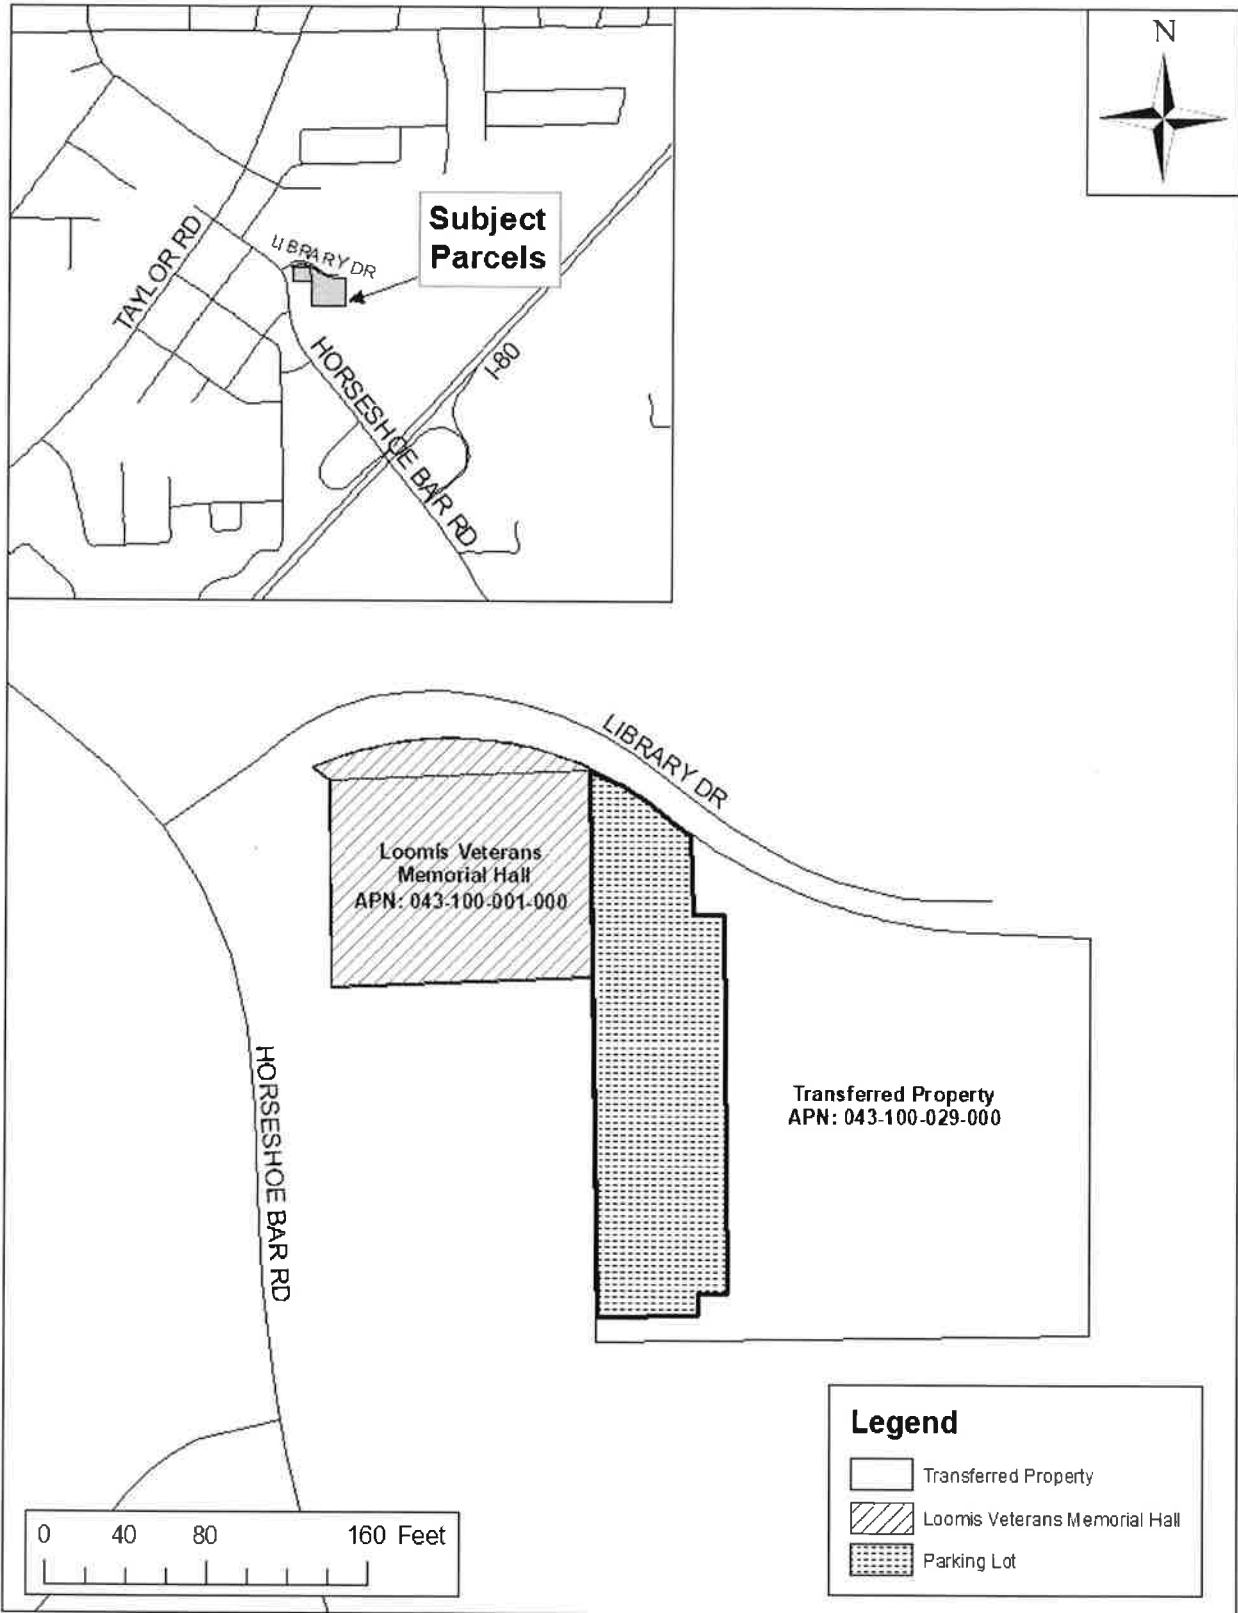 N
Subject
Parcels
LIBRARY DR
TAYLOR RD
I-80
HORSESHOE BAR RD
LIBRARY DR
Loomis Veterans
Memorial Hall
APN: 043-100-001-000
Transferred Property
APN: 043-100-029-000
HORSESHOE BAR RD
Legend
Transferred Property
Loomis Veterans Memorial Hall
Parking Lot
0 40 80 160 Feet